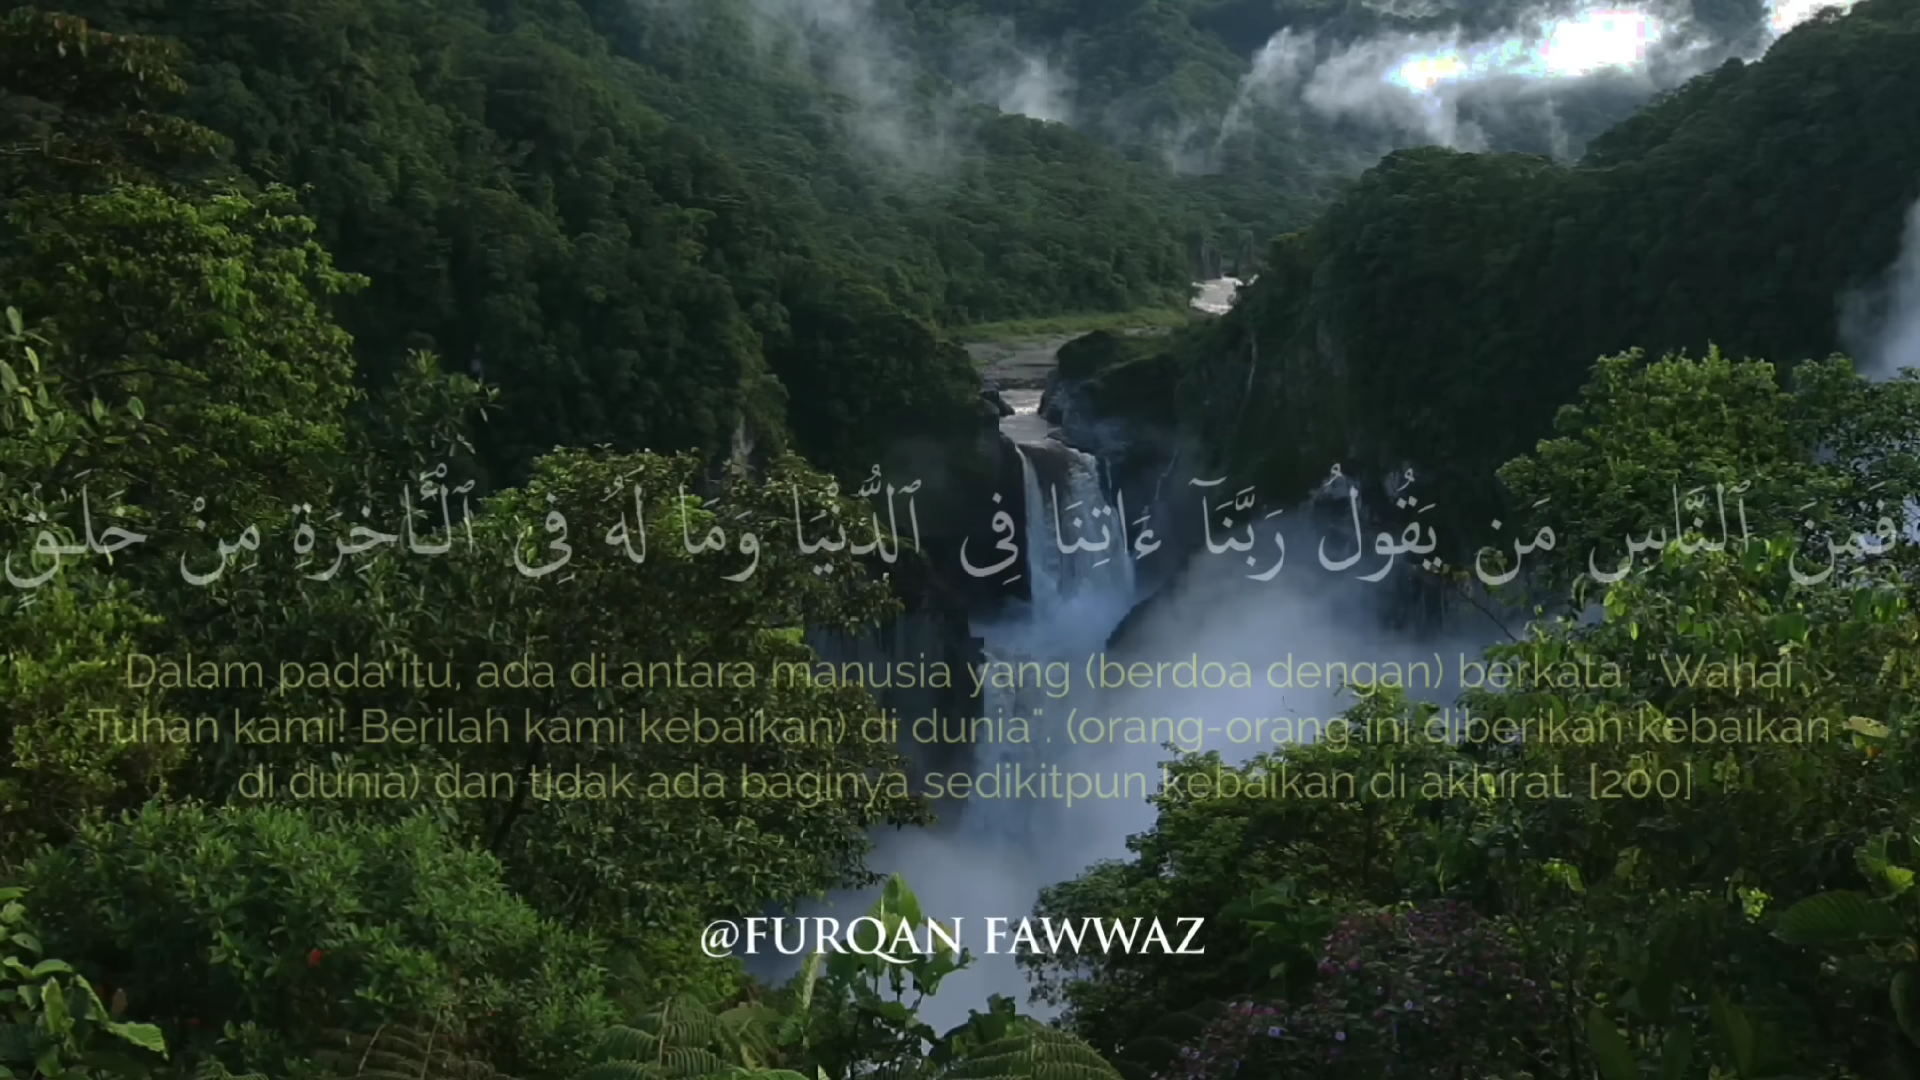 فَمِنَ ٱلنَّاسِ مَن يَقُولُ رَبَّنَآ ءَاتِنَا فِى ٱلدُّنْيَا وَمَا لَهُۥ فِى ٱلْـَٔاخِرَةِ مِنْ خَلَـٰقٍ
Dalam pada itu, ada di antara manusia yang (berdoa dengan) berkata: "Wahai
Tuhan kami! Berilah kami kebaikan) di dunia". (orang-orang ini diberikan kebaikan
di dunia) dan tidak ada baginya sedikitpun kebaikan di akhirat. [200]
@FURQAN FAWWAZ